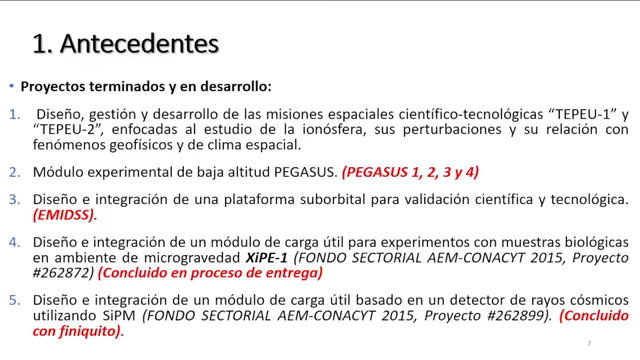 1. Antecedentes
• Proyectos terminados y en desarrollo:
1. Diseño, gestión y desarrollo de las misiones espaciales científico-tecnológicas “TEPEU-1” y
“TEPEU-2”, enfocadas al estudio de la ionósfera, sus perturbaciones y su relación con
fenómenos geofísicos y de clima espacial.
2. Módulo experimental de baja altitud PEGASUS. (PEGASUS 1, 2, 3 y 4)
3. Diseño e integración de una plataforma suborbital para validación científica y tecnológica.
(EMIDSS).
4. Diseño e integración de un módulo de carga útil para experimentos con muestras biológicas
en ambiente de microgravedad XiPE-1 (FONDO SECTORIAL AEM-CONACYT 2015, Proyecto
#262872) (Concluido en proceso de entrega)
5. Diseño e integración de un módulo de carga útil basado en un detector de rayos cósmicos
utilizando SiPM (FONDO SECTORIAL AEM-CONACYT 2015, Proyecto #262899). (Concluido
con finiquito).
7